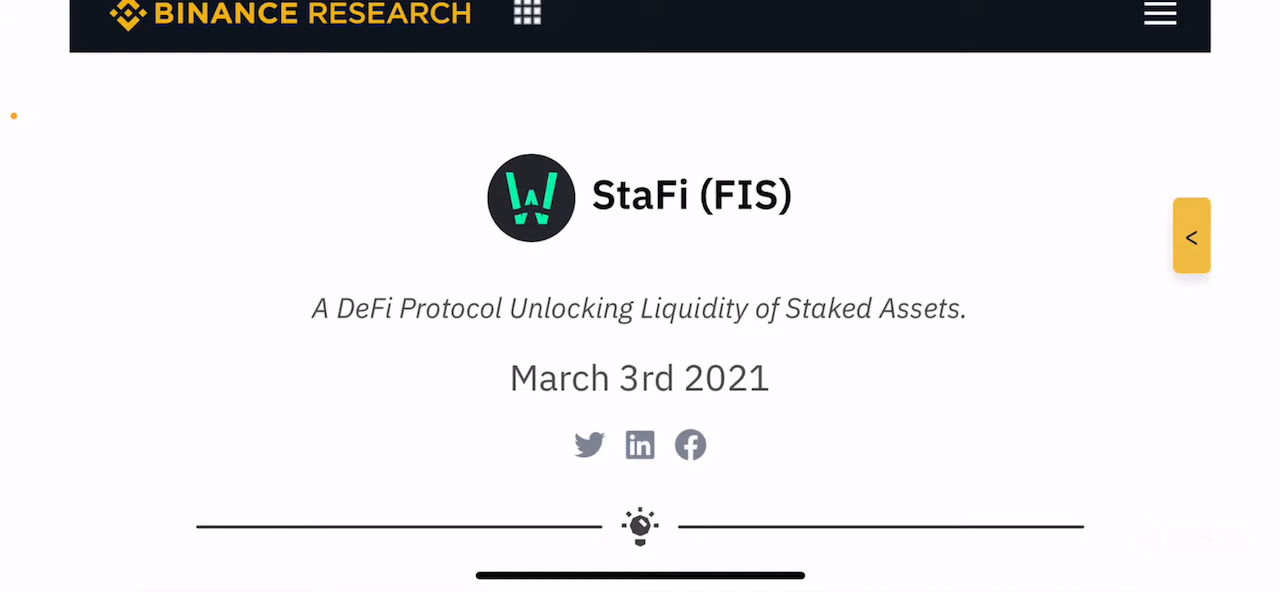 BINANCE RESEARCH
StaFi (FIS)
<
A DeFi Protocol Unlocking Liquidity of Staked Assets.
March 3rd 2021